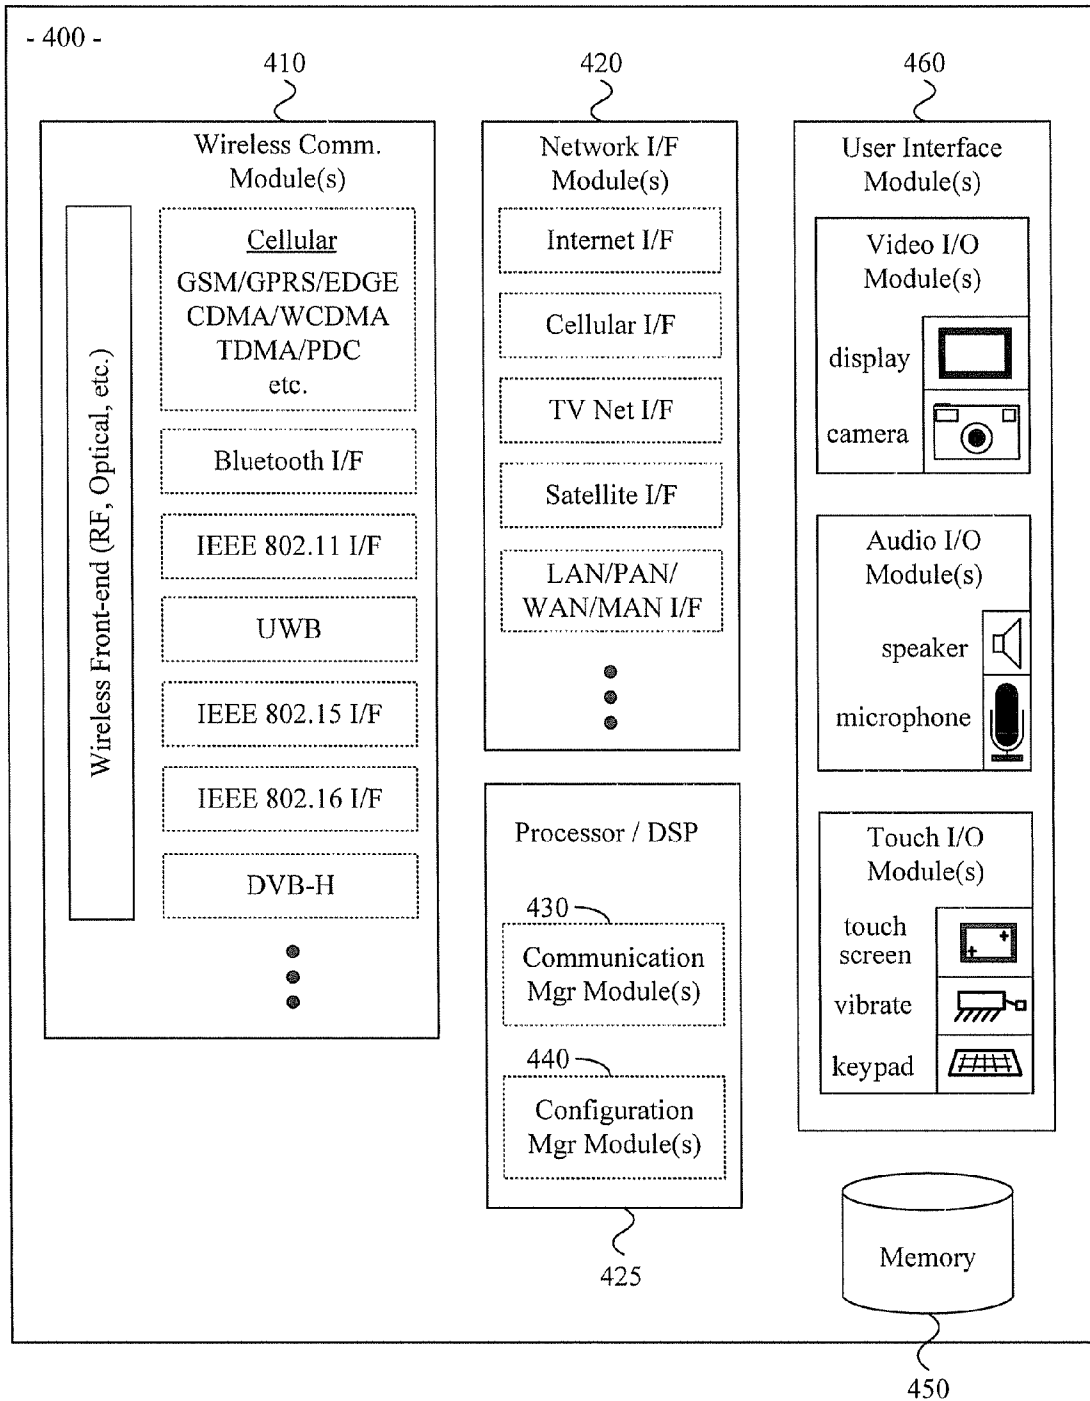 - 400 -
410
Wireless Comm.
Module(s)
Wireless Front-end (RF, Optical, etc.)
Cellular
GSM/GPRS/EDGE
CDMA/WCDMA
TDMA/PDC
etc.
Bluetooth I/F
IEEE 802.11 I/F
UWB
IEEE 802.15 I/F
IEEE 802.16 I/F
DVB-H
420
Network I/F
Module(s)
Internet I/F
Cellular I/F
TV Net I/F
Satellite I/F
LAN/PAN/
WAN/MAN I/F
Processor / DSP
430
Communication
Mgr Module(s)
440
Configuration
Mgr Module(s)
425
460
User Interface
Module(s)
Video I/O
Module(s)
display
camera
Audio I/O
Module(s)
speaker
microphone
Touch I/O
Module(s)
touch
screen
vibrate
keypad
Memory
450